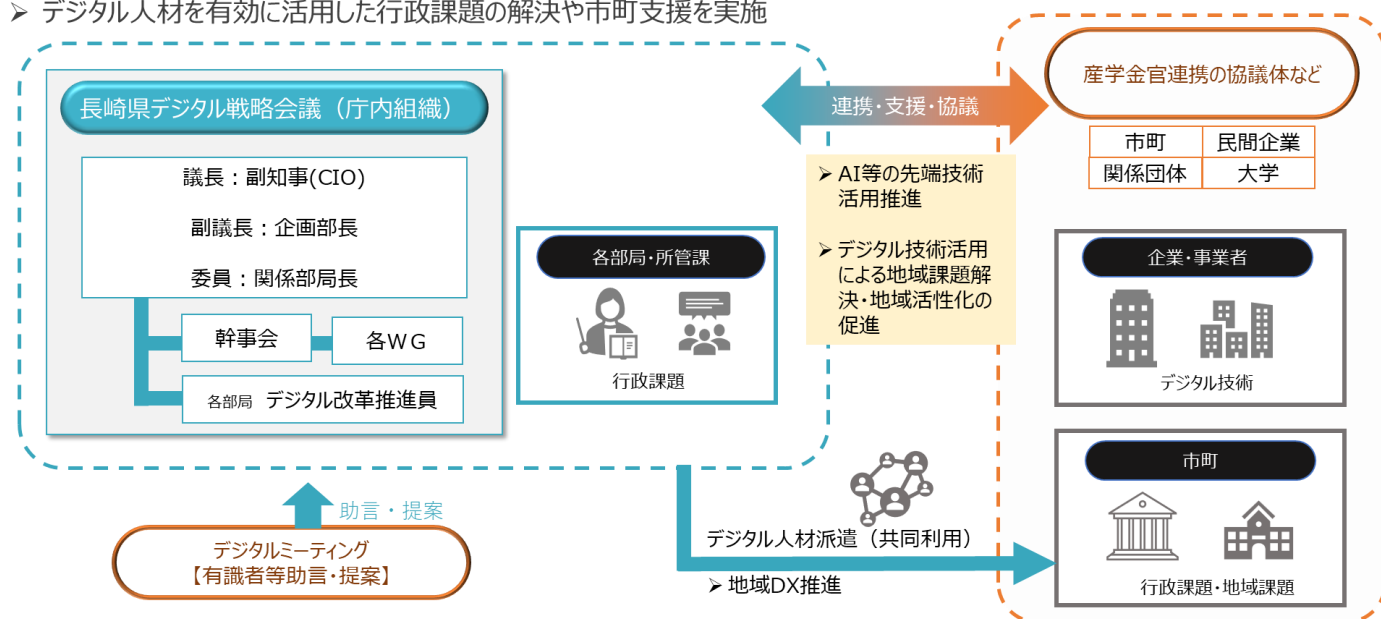 ➢ デジタル人材を有効に活用した行政課題の解決や市町支援を実施
長崎県デジタル戦略会議（庁内組織）
議長：副知事(CIO)
副議長：企画部長
委員：関係部局長
幹事会
各ＷＧ
各部局 デジタル改革推進員
各部局・所管課
行政課題
連携・支援・協議
➢ AI等の先端技術
活用推進
➢ デジタル技術活用
による地域課題解
決・地域活性化の
促進
産学金官連携の協議体など
市町
民間企業
関係団体
大学
企業・事業者
デジタル技術
市町
行政課題・地域課題
助言・提案
デジタルミーティング
【有識者等助言・提案】
デジタル人材派遣（共同利用）
➢ 地域DX推進